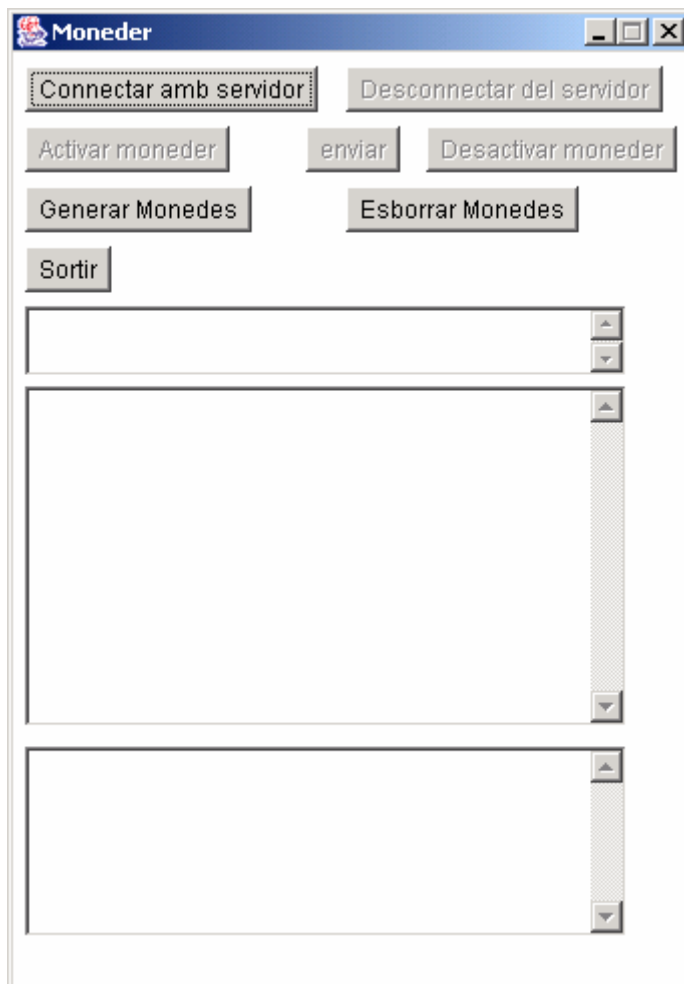 Moneder
Connectar amb servidor Desconnectar del servidor
Activar moneder enviar Desactivar moneder
Generar Monedes Esborrar Monedes
Sortir